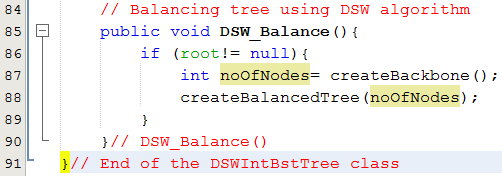 84 // Balancing tree using DSW algorithm
85 public void DSW_Balance(){
86 if (root!= null){
87 int noOfNodes= createBackbone();
88 createBalancedTree(noOfNodes);
89 }
90 }// DSW_Balance()
91 }// End of the DSWIntBstTree class